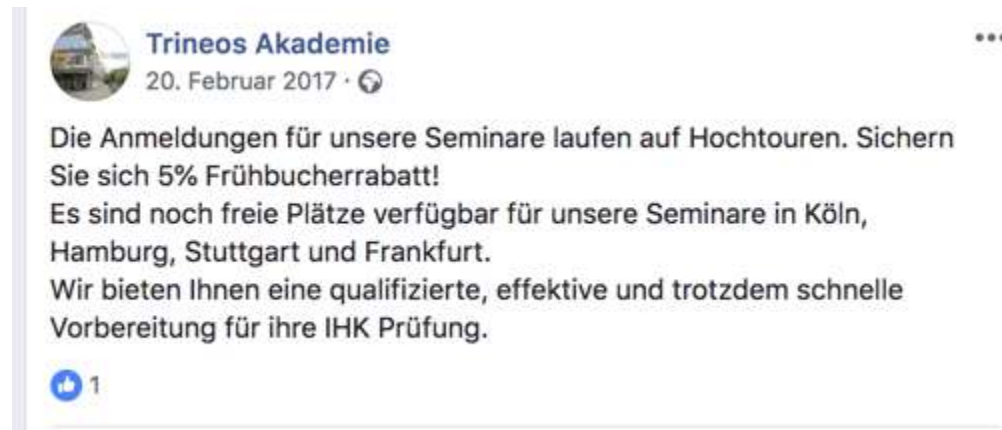 Trineos Akademie
20. Februar 2017 ·
Die Anmeldungen für unsere Seminare laufen auf Hochtouren. Sichern
Sie sich 5% Frühbucherrabatt!
Es sind noch freie Plätze verfügbar für unsere Seminare in Köln,
Hamburg, Stuttgart und Frankfurt.
Wir bieten Ihnen eine qualifizierte, effektive und trotzdem schnelle
Vorbereitung für ihre IHK Prüfung.
1